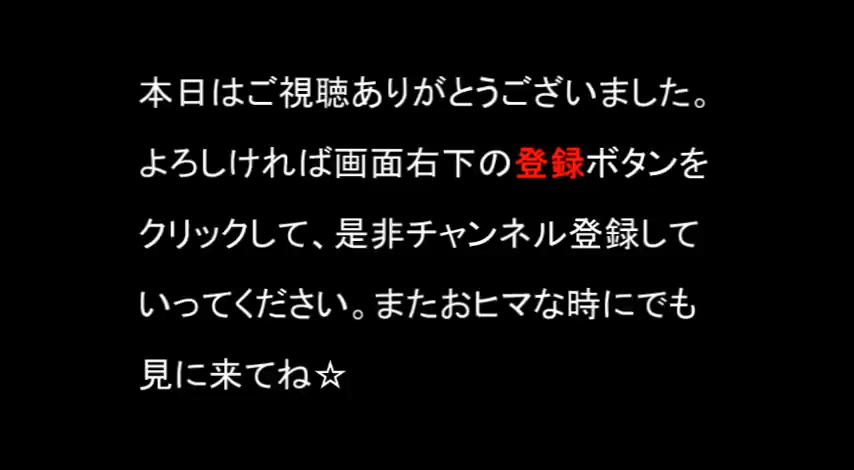 本日はご視聴ありがとうございました。
よろしければ画面右下の登録ボタンを
クリックして、是非チャンネル登録して
いってください。またおヒマな時にでも
見に来てね☆